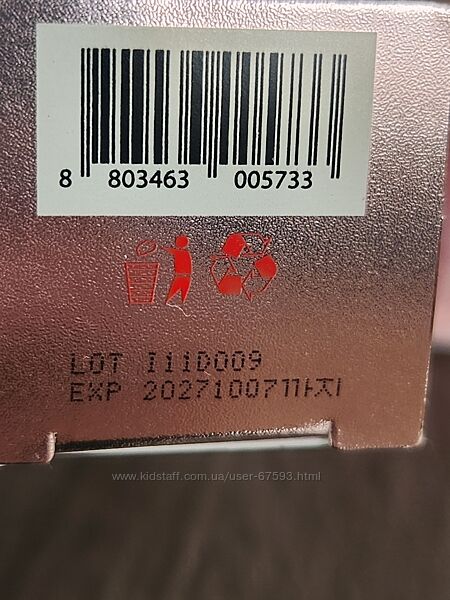 8 803463 005733
LOT I11D009
EXP 20271007까지
www.kidstaff.com.ua/user-67593.html